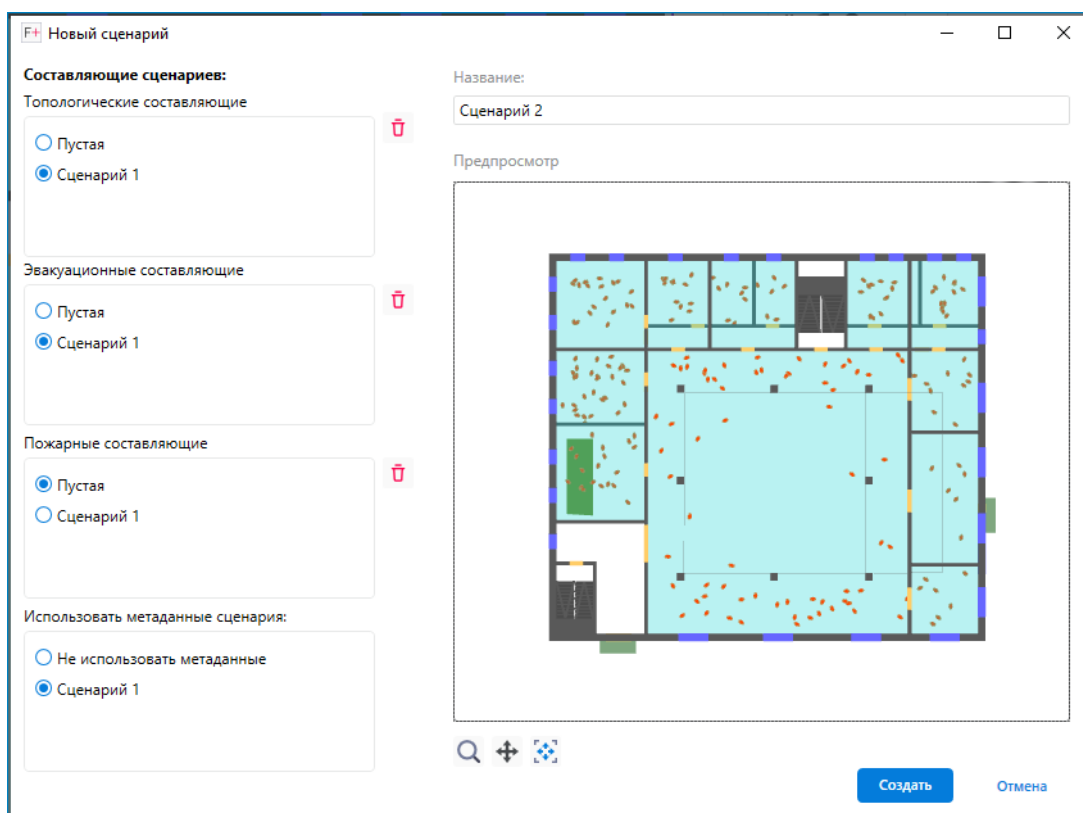 F+ Новый сценарий
Составляющие сценариев:
Топологические составляющие
Пустая
Сценарий 1
Эвакуационные составляющие
Пустая
Сценарий 1
Пожарные составляющие
Пустая
Сценарий 1
Использовать метаданные сценария:
Не использовать метаданные
Сценарий 1
Название:
Сценарий 2
Предпросмотр
Создать
Отмена